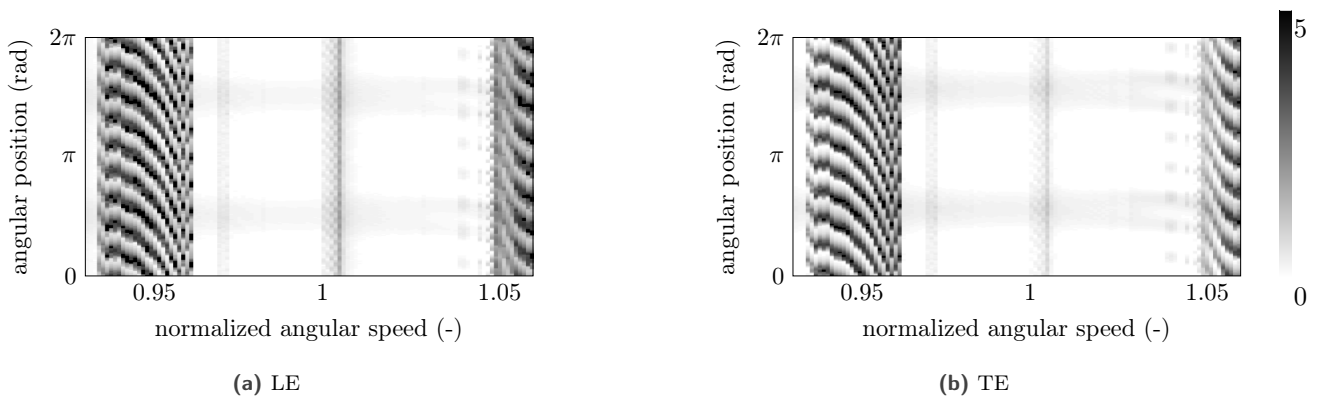 angular position (rad)
2π
π
0
0.95
1
1.05
normalized angular speed (-)
(a) LE
angular position (rad)
2π
π
0
0.95
1
1.05
normalized angular speed (-)
(b) TE
5
0